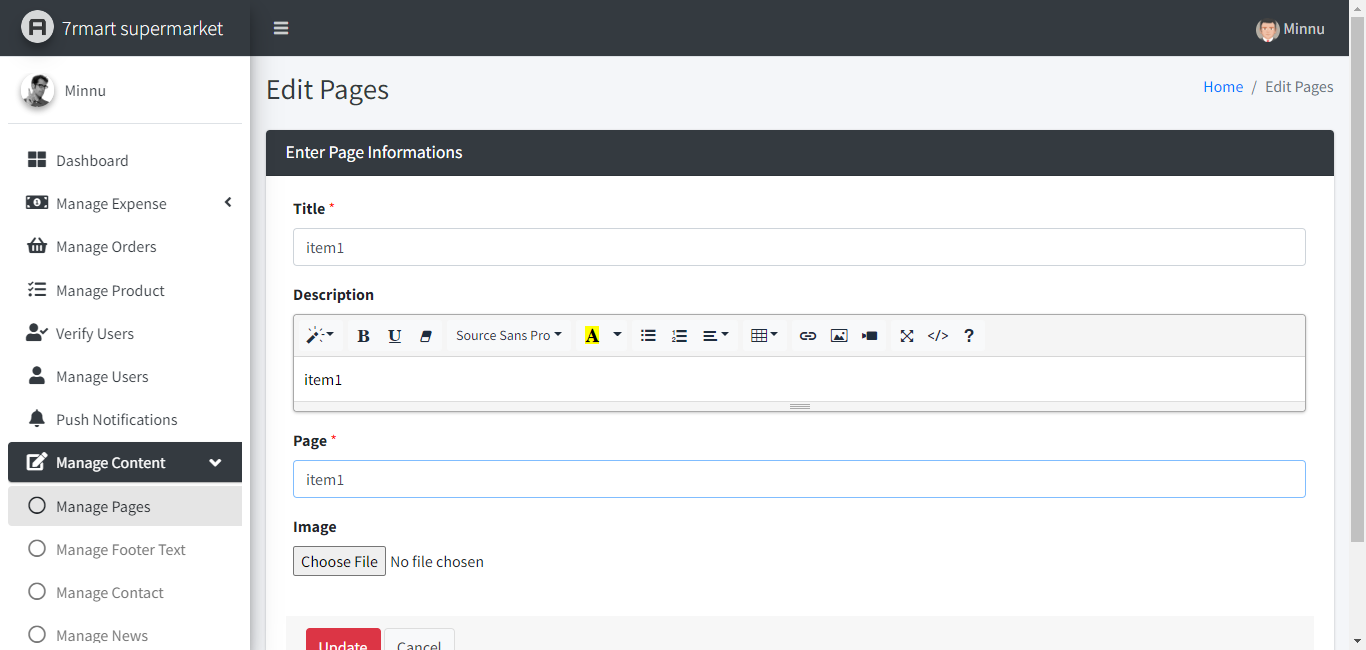 7rmart supermarket
Minnu
Minnu
Dashboard
Manage Expense
Manage Orders
Manage Product
Verify Users
Manage Users
Push Notifications
Manage Content
Manage Pages
Manage Footer Text
Manage Contact
Manage News
Edit Pages
Home / Edit Pages
Enter Page Informations
Title *
item1
Description
B U Source Sans Pro A </> ?
item1
Page *
item1
Image
Choose File No file chosen
Update Cancel